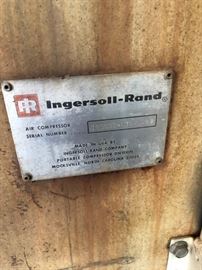 IR Ingersoll-Rand®
AIR COMPRESSOR
SERIAL NUMBER
MADE IN USA BY
INGERSOLL-RAND COMPANY
PORTABLE COMPRESSOR DIVISION
MOCKSVILLE, NORTH CAROLINA